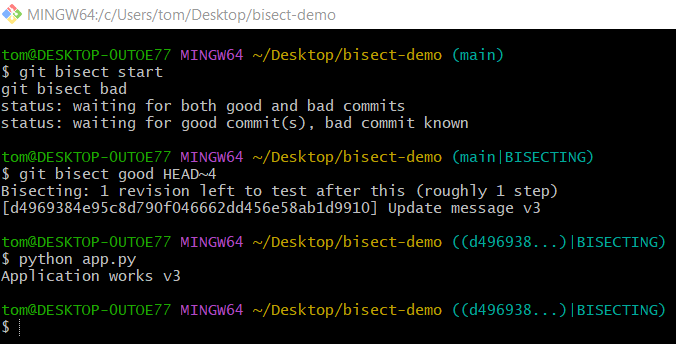 MINGW64:/c/Users/tom/Desktop/bisect-demo
tom@DESKTOP-OUTOE77 MINGW64 ~/Desktop/bisect-demo (main)
$ git bisect start
git bisect bad
status: waiting for both good and bad commits
status: waiting for good commit(s), bad commit known
tom@DESKTOP-OUTOE77 MINGW64 ~/Desktop/bisect-demo (main|BISECTING)
$ git bisect good HEAD~4
Bisecting: 1 revision left to test after this (roughly 1 step)
[d4969384e95c8d790f046662dd456e58ab1d9910] Update message v3
tom@DESKTOP-OUTOE77 MINGW64 ~/Desktop/bisect-demo ((d496938...)|BISECTING)
$ python app.py
Application works v3
tom@DESKTOP-OUTOE77 MINGW64 ~/Desktop/bisect-demo ((d496938...)|BISECTING)
$